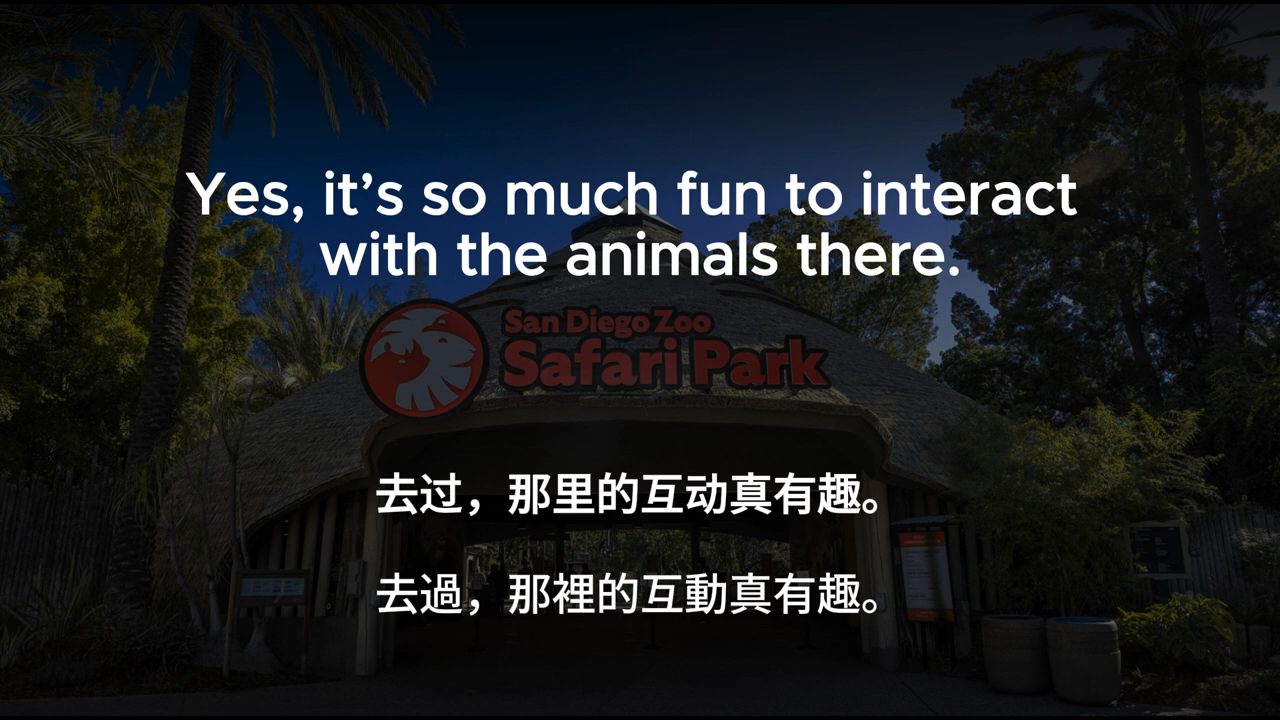 Yes, it’s so much fun to interact
with the animals there.
San Diego Zoo
Safari Park
去过，那里的互动真有趣。
去過，那裡的互動真有趣。